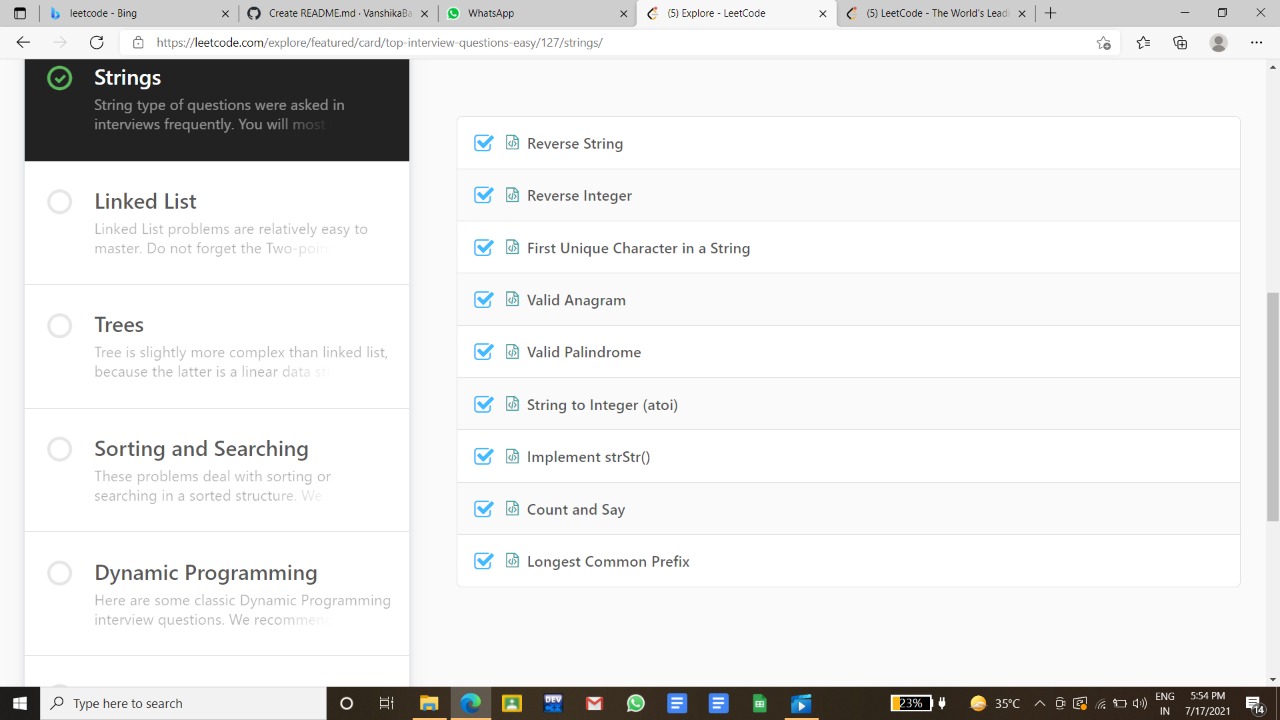 leetcode - Bing
Create README.md · VanshikaBa
WhatsApp
(5) Explore - LeetCode
(5) LeetCode - The World's Leadi
https://leetcode.com/explore/featured/card/top-interview-questions-easy/127/strings/
Strings
String type of questions were asked in
interviews frequently. You will most
Linked List
Linked List problems are relatively easy to
master. Do not forget the Two-poin
Trees
Tree is slightly more complex than linked list,
because the latter is a linear data st
Sorting and Searching
These problems deal with sorting or
searching in a sorted structure. We
Dynamic Programming
Here are some classic Dynamic Programming
interview questions. We recommen
Reverse String
Reverse Integer
First Unique Character in a String
Valid Anagram
Valid Palindrome
String to Integer (atoi)
Implement strStr()
Count and Say
Longest Common Prefix
Type here to search
DEV
23%
35°C
ENG
IN
5:54 PM
7/17/2021
14